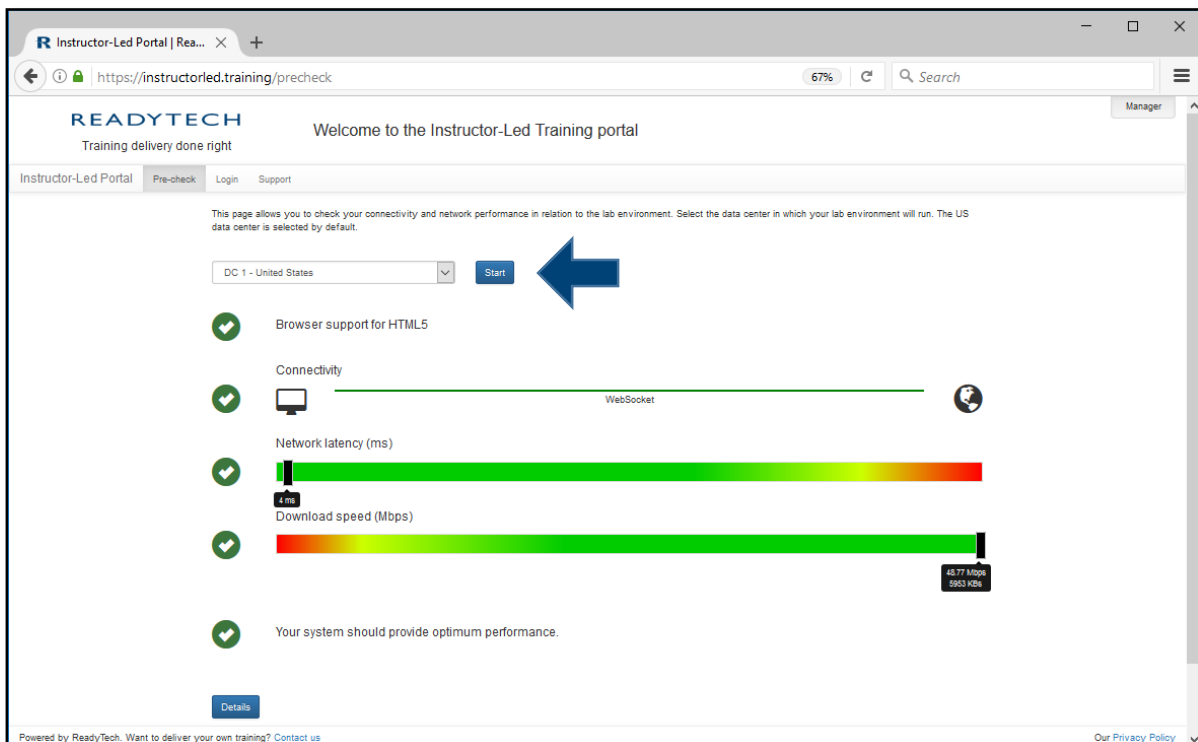 R Instructor-Led Portal | Rea...
https://instructorled.training/precheck
67%
Search
Manager
READYTECH
Training delivery done right
Welcome to the Instructor-Led Training portal
Instructor-Led Portal Pre-check Login Support
This page allows you to check your connectivity and network performance in relation to the lab environment. Select the data center in which your lab environment will run. The US
data center is selected by default.
DC 1 - United States
Start
Browser support for HTML5
Connectivity
WebSocket
Network latency (ms)
4 ms
Download speed (Mbps)
48.77 Mbps
5953 KBs
Your system should provide optimum performance.
Details
Powered by ReadyTech. Want to deliver your own training? Contact us
Our Privacy Policy